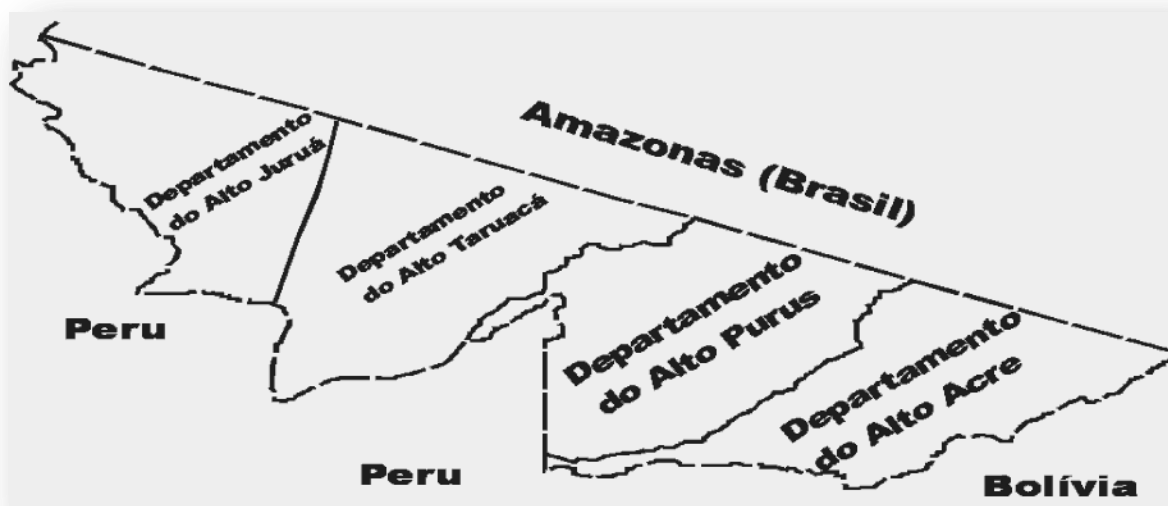 Amazonas (Brasil)
Departamento
do Alto Juruá
Departamento
do Alto Taruacá
Departamento
do Alto Purus
Departamento
do Alto Acre
Peru
Peru
Bolívia